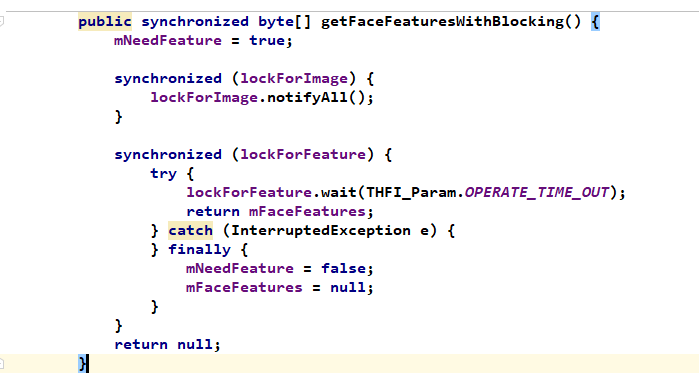 public synchronized byte[] getFaceFeaturesWithBlocking() {
mNeedFeature = true;
synchronized (lockForImage) {
lockForImage.notifyAll();
}
synchronized (lockForFeature) {
try {
lockForFeature.wait(THFI_Param.OPERATE_TIME_OUT);
return mFaceFeatures;
} catch (InterruptedException e) {
} finally {
mNeedFeature = false;
mFaceFeatures = null;
}
}
return null;
}